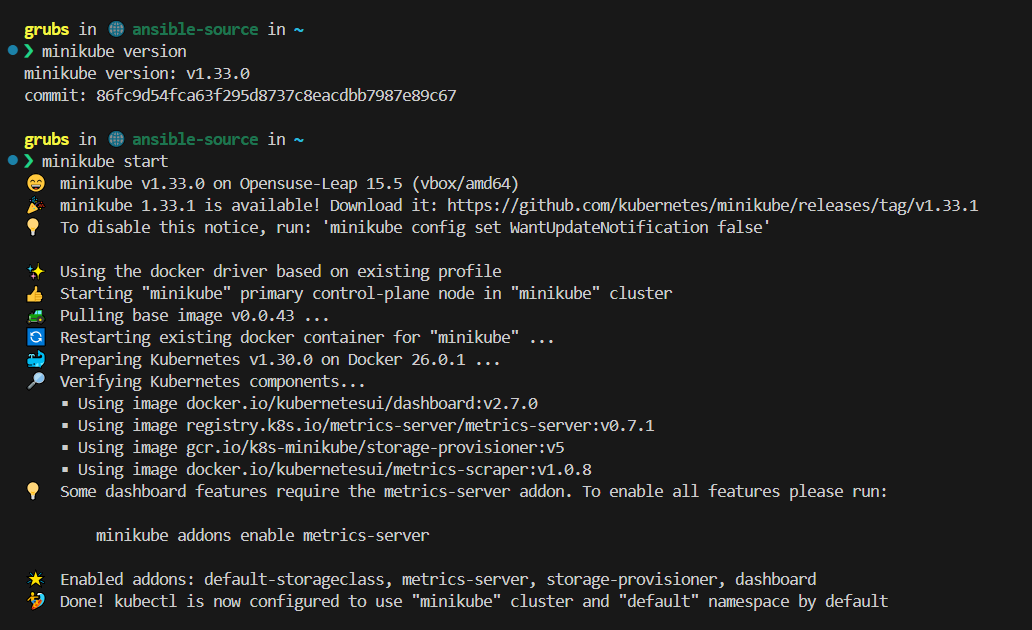 grubs in 🌐 ansible-source in ~
❯ minikube version
minikube version: v1.33.0
commit: 86fc9d54fca63f295d8737c8eacdbb7987e89c67
grubs in 🌐 ansible-source in ~
❯ minikube start
😄 minikube v1.33.0 on Opensuse-Leap 15.5 (vbox/amd64)
🎉 minikube 1.33.1 is available! Download it: https://github.com/kubernetes/minikube/releases/tag/v1.33.1
💡 To disable this notice, run: 'minikube config set WantUpdateNotification false'
✨ Using the docker driver based on existing profile
👍 Starting "minikube" primary control-plane node in "minikube" cluster
🚜 Pulling base image v0.0.43 ...
🔄 Restarting existing docker container for "minikube" ...
🐳 Preparing Kubernetes v1.30.0 on Docker 26.0.1 ...
🔎 Verifying Kubernetes components...
▪ Using image docker.io/kubernetesui/dashboard:v2.7.0
▪ Using image registry.k8s.io/metrics-server/metrics-server:v0.7.1
▪ Using image gcr.io/k8s-minikube/storage-provisioner:v5
▪ Using image docker.io/kubernetesui/metrics-scraper:v1.0.8
💡 Some dashboard features require the metrics-server addon. To enable all features please run:
minikube addons enable metrics-server
🌟 Enabled addons: default-storageclass, metrics-server, storage-provisioner, dashboard
🏄 Done! kubectl is now configured to use "minikube" cluster and "default" namespace by default